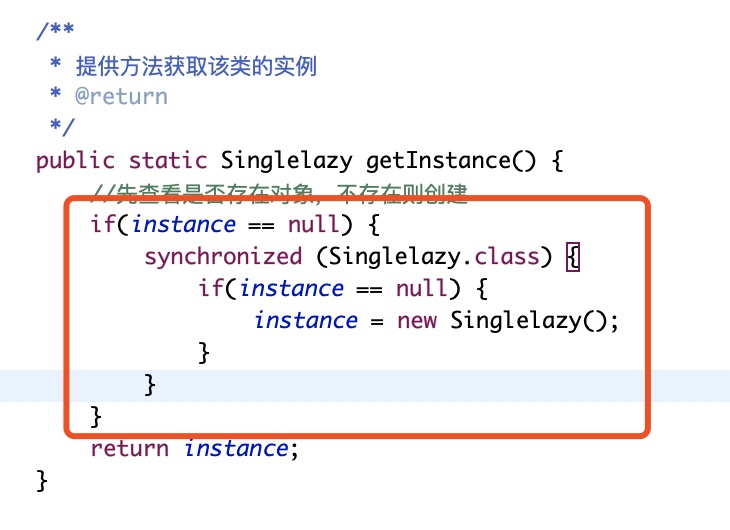 /**
 * 提供方法获取该类的实例
 * @return
 */
public static Singlelazy getInstance() {
//先查看是否存在对象，不存在则创建
if(instance == null) {
synchronized (Singlelazy.class) {
if(instance == null) {
instance = new Singlelazy();
}
}
}
return instance;
}